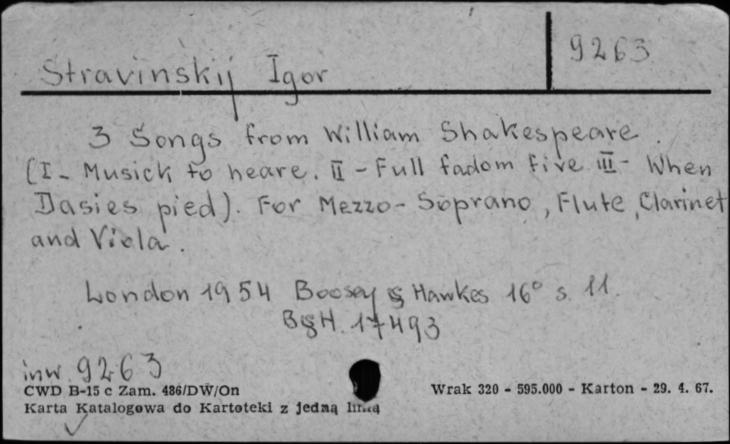 Stravinskij Igor
9263
3 Songs from William Shakespeare.
(I - Musick to heare. II - Full fadom five III - When
Dasies pied). For Mezzo-Soprano, Flute, Clarinet
and Viola.
London 1954 Boosey & Hawkes 16° s. 11.
B&H. 17493
inw. 9263
CWD B-15 c Zam. 486/DW/On
Wrak 320 - 595.000 - Karton - 29. 4. 67.
Karta Katalogowa do Kartoteki z jedną linią